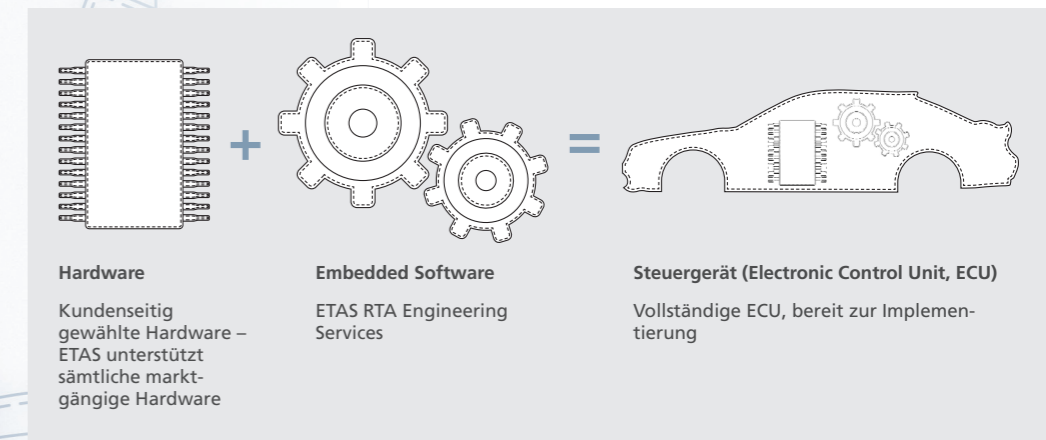 +
=
Hardware
Kundenseitig
gewählte Hardware –
ETAS unterstützt
sämtliche markt-
gängige Hardware
Embedded Software
ETAS RTA Engineering
Services
Steuergerät (Electronic Control Unit, ECU)
Vollständige ECU, bereit zur Implemen-
tierung